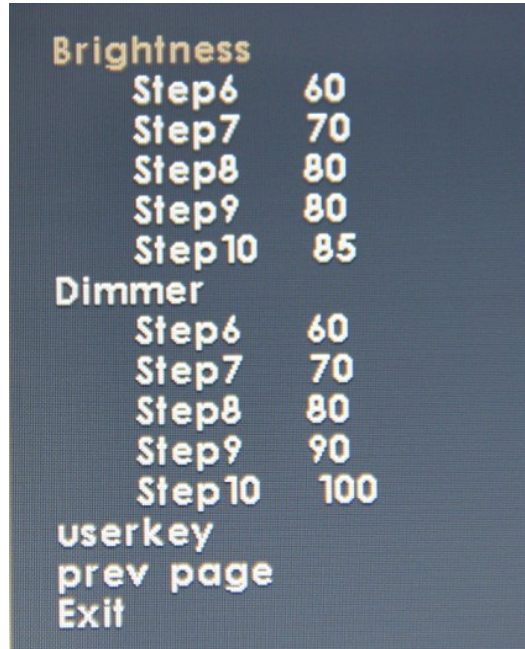 Brightness
Step6 60
Step7 70
Step8 80
Step9 80
Step10 85
Dimmer
Step6 60
Step7 70
Step8 80
Step9 90
Step10 100
userkey
prev page
Exit